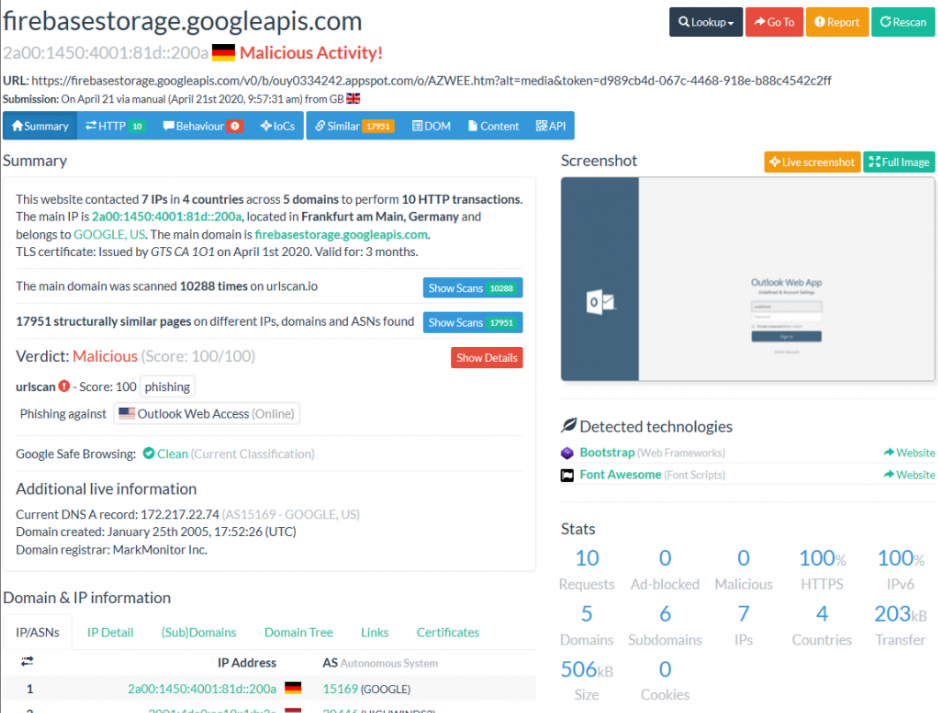 firebasestorage.googleapis.com
Lookup
Go To
Report
Rescan
2a00:1450:4001:81d::200a Malicious Activity!
URL: https://firebasestorage.googleapis.com/v0/b/ouy0334242.appspot.com/o/AZWEE.htm?alt=media&token=d989cb4d-067c-4468-918e-b88c4542c2ff
Submission: On April 21 via manual (April 21st 2020, 9:57:31 am) from GB
Summary
HTTP 10
Behaviour
IoCs
Similar 17951
DOM
Content
API
Summary
This website contacted 7 IPs in 4 countries across 5 domains to perform 10 HTTP transactions.
The main IP is 2a00:1450:4001:81d::200a, located in Frankfurt am Main, Germany and
belongs to GOOGLE, US. The main domain is firebasestorage.googleapis.com.
TLS certificate: Issued by GTS CA 1O1 on April 1st 2020. Valid for: 3 months.
The main domain was scanned 10288 times on urlscan.io
Show Scans 10288
17951 structurally similar pages on different IPs, domains and ASNs found
Show Scans 17951
Verdict: Malicious (Score: 100/100)
Show Details
urlscan - Score: 100 phishing
Phishing against Outlook Web Access (Online)
Google Safe Browsing: Clean (Current Classification)
Additional live information
Current DNS A record: 172.217.22.74 (AS15169 - GOOGLE, US)
Domain created: January 25th 2005, 17:52:26 (UTC)
Domain registrar: MarkMonitor Inc.
Domain & IP information
IP/ASNs
IP Detail
(Sub)Domains
Domain Tree
Links
Certificates
IP Address
AS Autonomous System
1
2a00:1450:4001:81d::200a
15169 (GOOGLE)
Screenshot
Live screenshot
Full Image
Outlook Web App
Sign in
Detected technologies
Bootstrap (Web Frameworks)
Website
Font Awesome (Font Scripts)
Website
Stats
10
Requests
0
Ad-blocked
0
Malicious
100%
HTTPS
100%
IPv6
5
Domains
6
Subdomains
7
IPs
4
Countries
203kB
Transfer
506kB
Size
0
Cookies